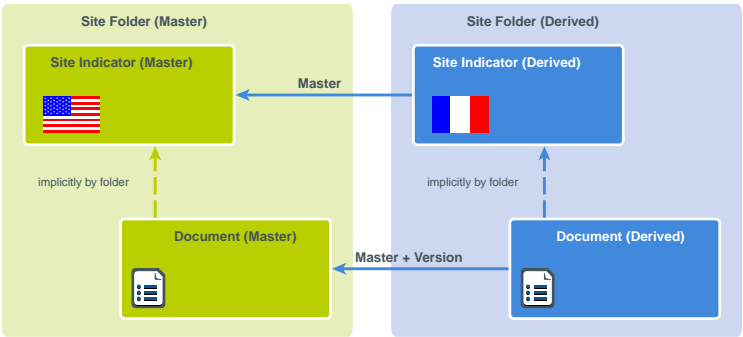 Site Folder (Master)
Site Folder (Derived)
Site Indicator (Master)
Site Indicator (Derived)
Master
implicitly by folder
implicitly by folder
Document (Master)
Document (Derived)
Master + Version